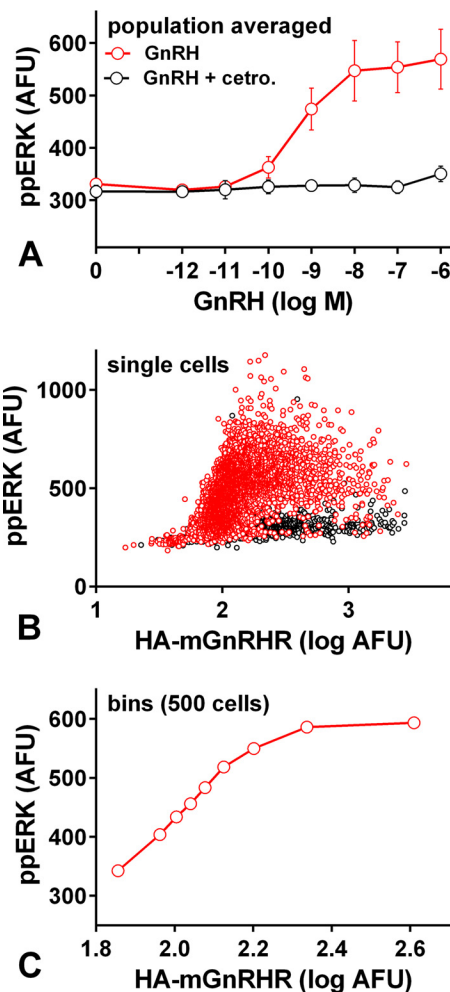 population averaged
GnRH
GnRH + cetro.
ppERK (AFU)
600
500
400
300
0
-12
-11
-10
-9
-8
-7
-6
GnRH (log M)
A
single cells
ppERK (AFU)
1000
500
0
1
2
3
HA-mGnRHR (log AFU)
B
bins (500 cells)
ppERK (AFU)
600
500
400
300
1.8
2.0
2.2
2.4
2.6
HA-mGnRHR (log AFU)
C